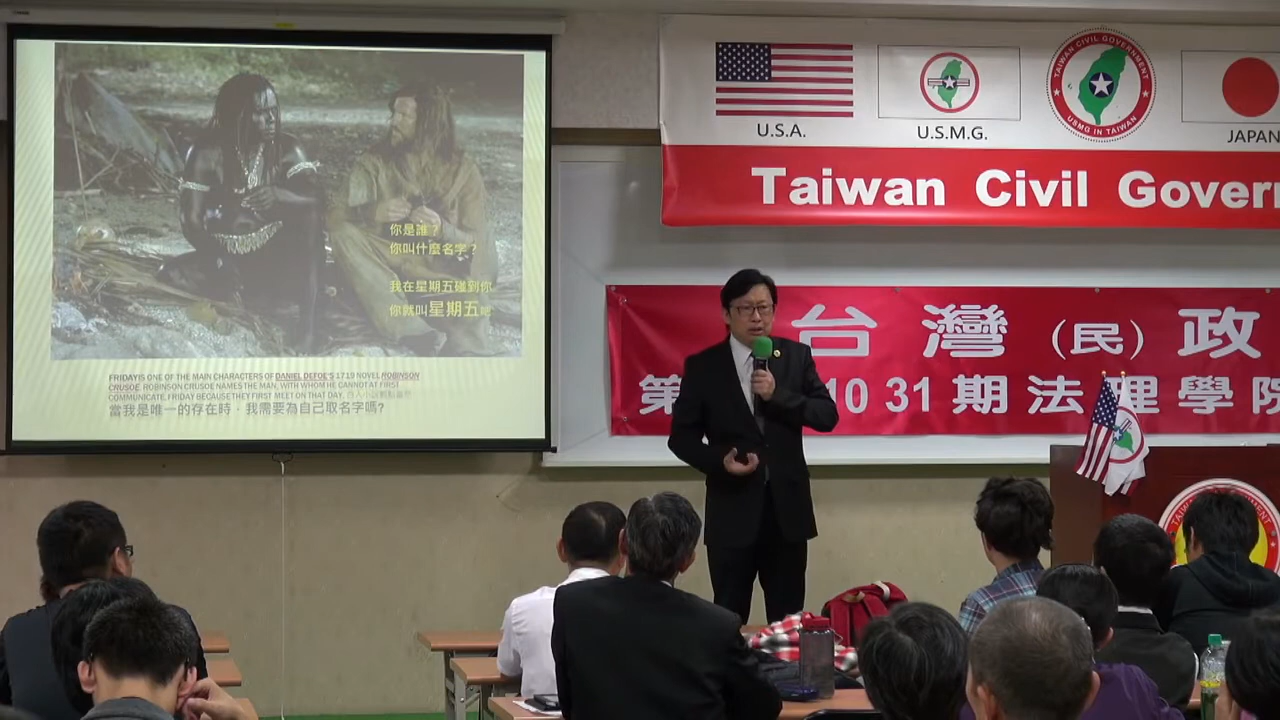 你是誰?
你叫什麼名字?
我在星期五碰到你
你就叫星期五吧
FRIDAY IS ONE OF THE MAIN CHARACTERS OF DANIEL DEFOE'S 1719 NOVEL ROBINSON
CRUSOE. ROBINSON CRUSOE NAMES THE MAN, WITH WHOM HE CANNOT AT FIRST
COMMUNICATE, FRIDAY BECAUSE THEY FIRST MEET ON THAT DAY.
當我是唯一的存在時,我需要為自己取名字嗎?
U.S.A.
U.S.M.G.
TAIWAN CIVIL GOVERNMENT
USMG IN TAIWAN
JAPAN
Taiwan Civil Govern
台灣(民)政
第 10 31 期法理學院